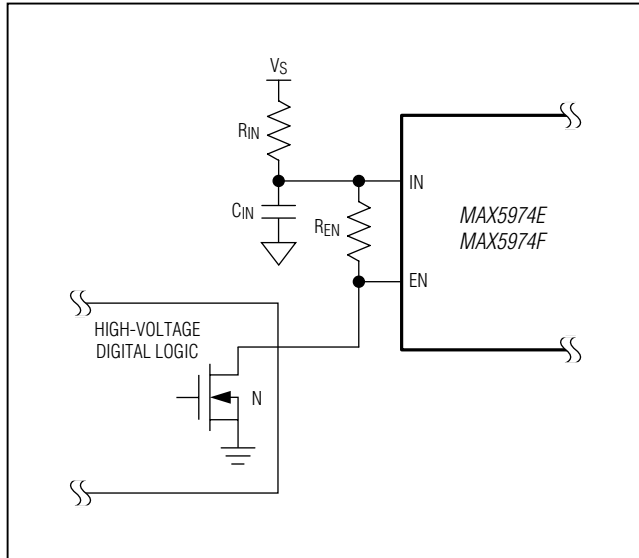 VS
RIN
IN
CIN
REN
MAX5974E
MAX5974F
EN
HIGH-VOLTAGE
DIGITAL LOGIC
N